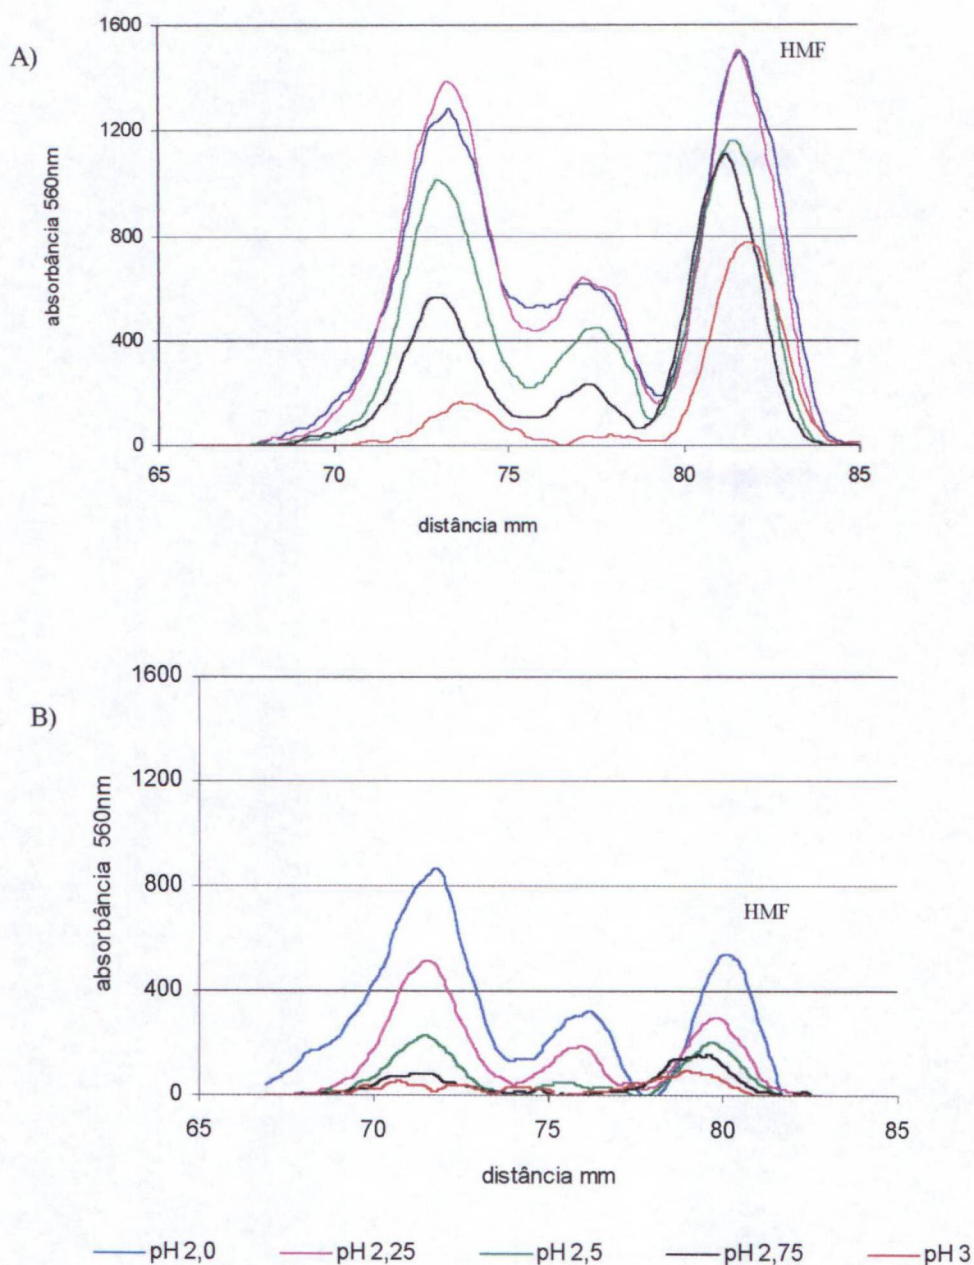 A)
HMF
absorbância 560nm
1600
1200
800
400
0
65 70 75 80 85
distância mm
B)
HMF
absorbância 560nm
1600
1200
800
400
0
65 70 75 80 85
distância mm
pH 2,0 pH 2,25 pH 2,5 pH 2,75 pH 3